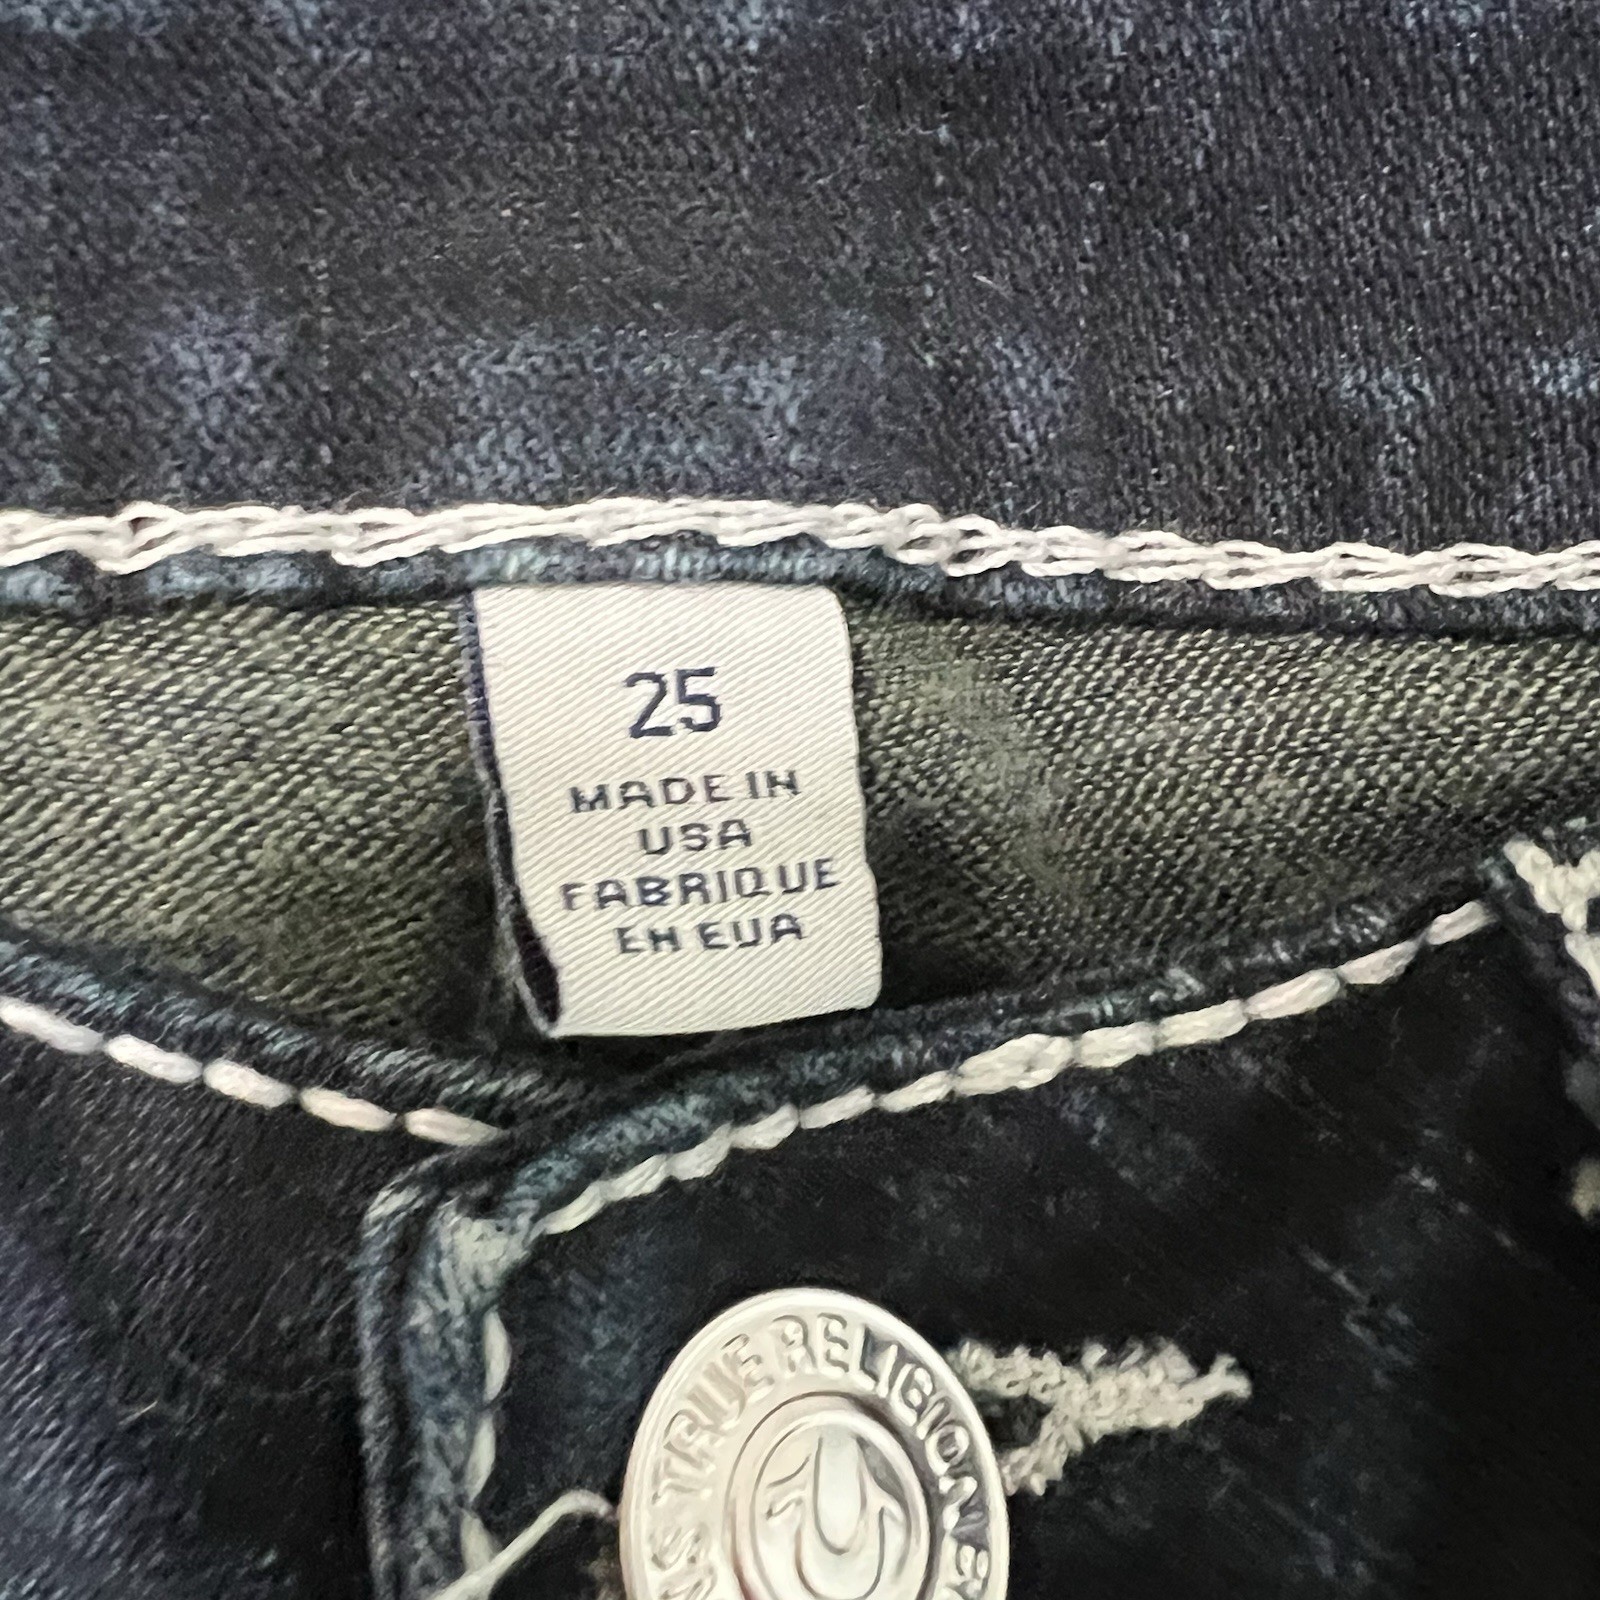 25
MADE IN
USA
FABRIQUE
EN EUA
TRUE RELIGION